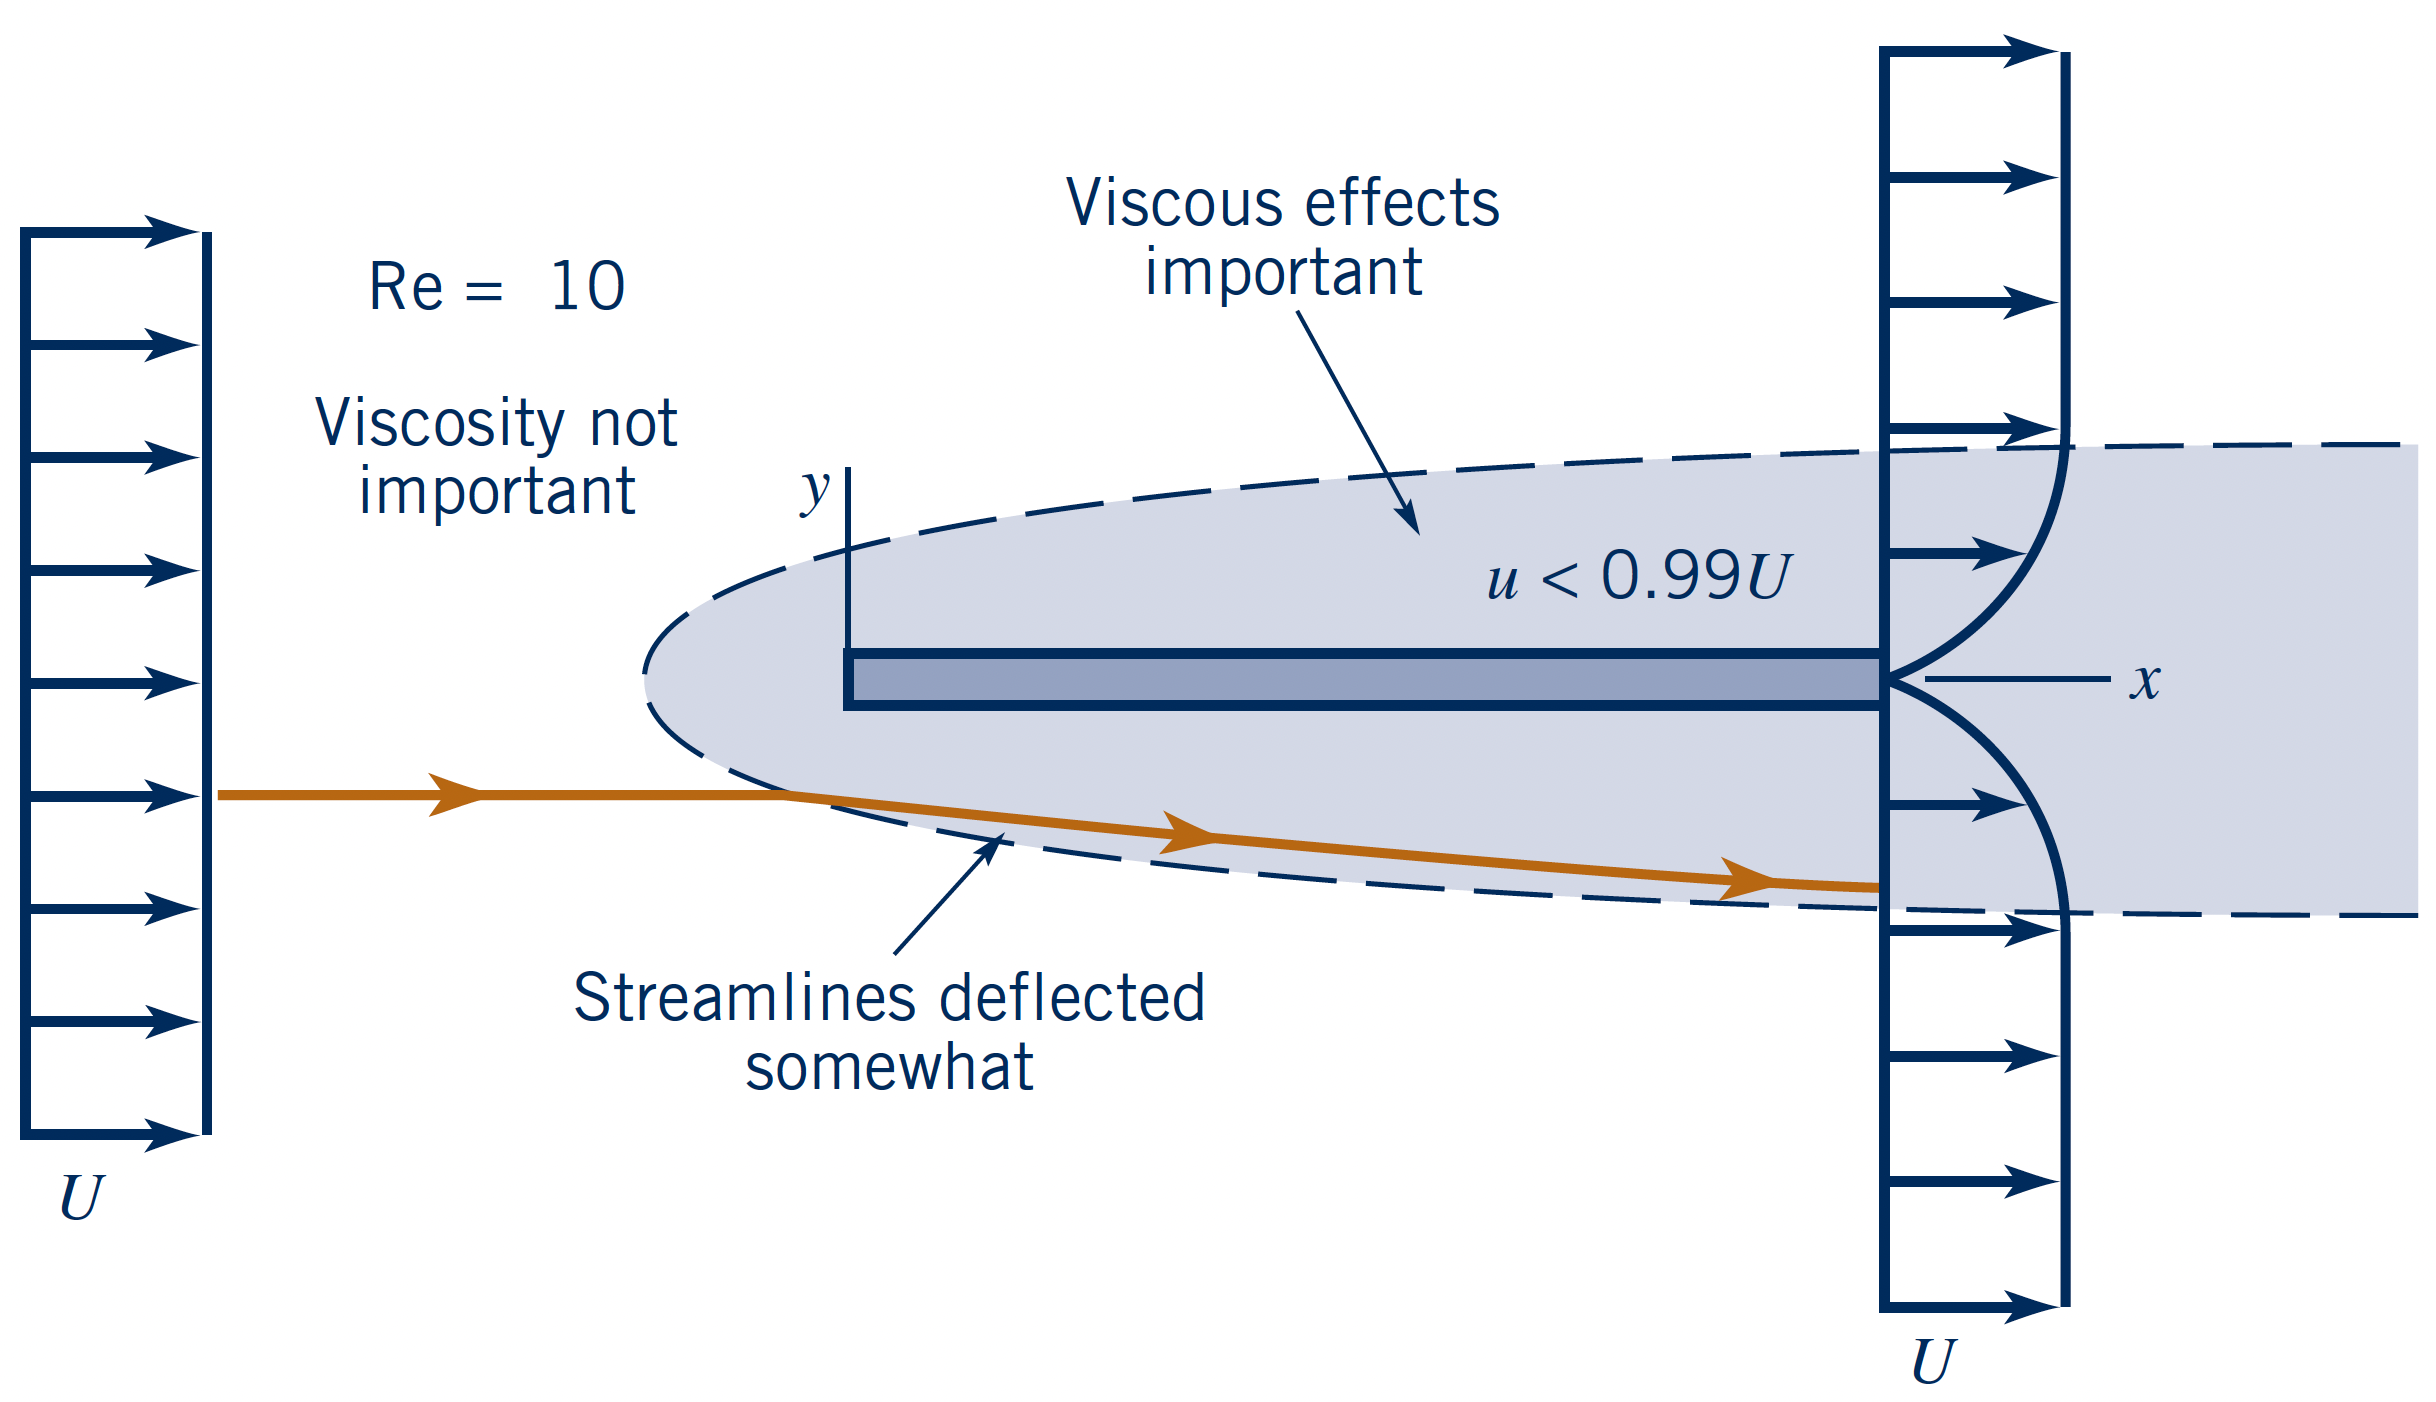 Re = 10
Viscosity not
important
Viscous effects
important
y
u < 0.99U
x
Streamlines deflected
somewhat
U
U